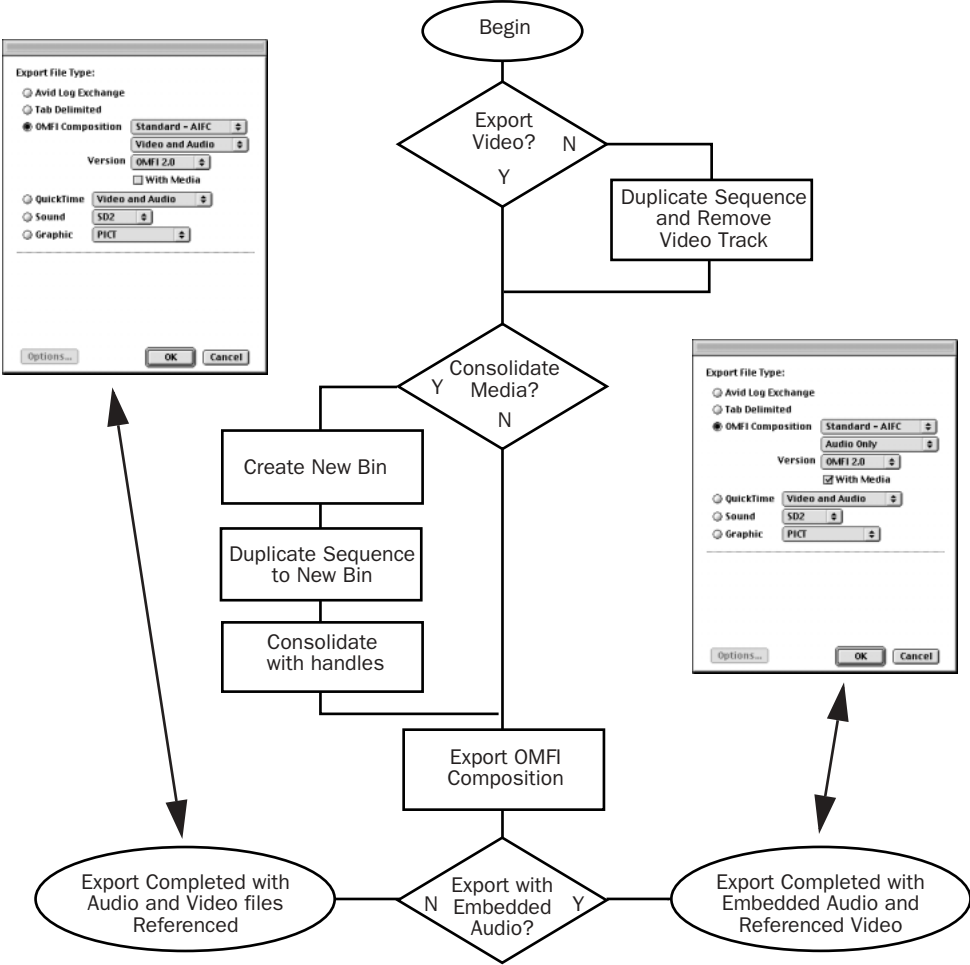 Begin
Export
Video?
N
Y
Duplicate Sequence
and Remove
Video Track
Export File Type:
Avid Log Exchange
Tab Delimited
OMFI Composition Standard - AIFC
Video and Audio
Version OMFI 2.0
With Media
QuickTime Video and Audio
Sound SD2
Graphic PICT
Options... OK Cancel
Consolidate
Media?
Y
N
Create New Bin
Duplicate Sequence
to New Bin
Consolidate
with handles
Export File Type:
Avid Log Exchange
Tab Delimited
OMFI Composition Standard - AIFC
Audio Only
Version OMFI 2.0
With Media
QuickTime Video and Audio
Sound SD2
Graphic PICT
Options... OK Cancel
Export OMFI
Composition
Export with
Embedded
Audio?
N
Y
Export Completed with
Audio and Video files
Referenced
Export Completed with
Embedded Audio and
Referenced Video